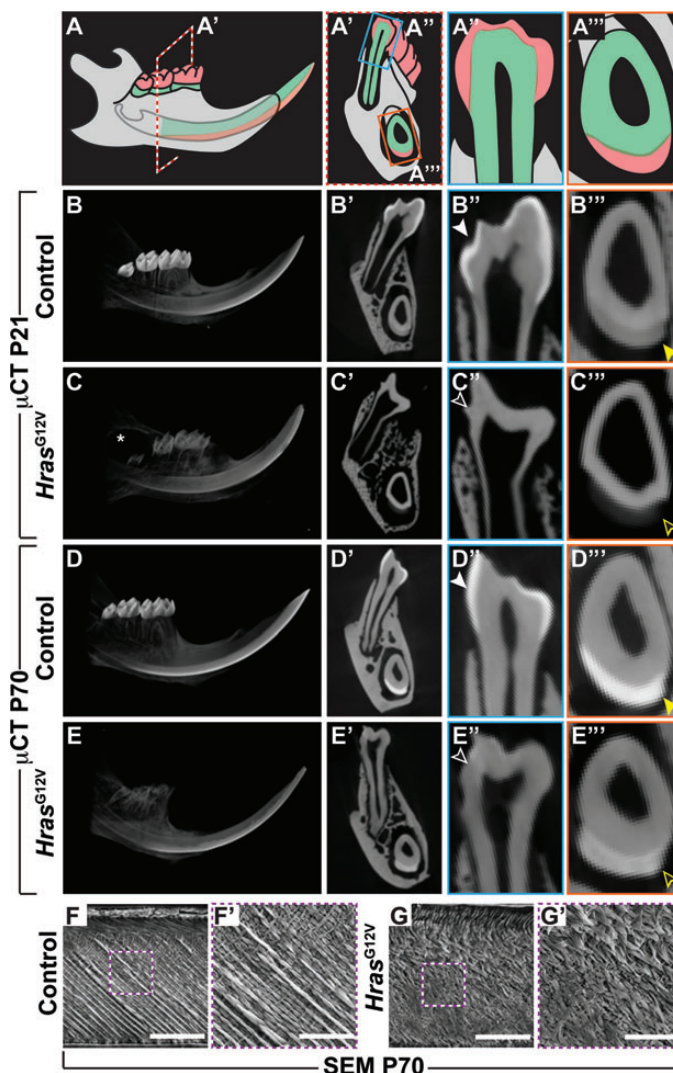 A A’ A’ A” A” A’’’
A’’’
B B’ B” B’’’
Control
C C’ C” C’’’
*
Hras^G12V
μCT P21
D D’ D” D’’’
Control
E E’ E” E’’’
Hras^G12V
μCT P70
F F’ G G’
Control
Hras^G12V
SEM P70